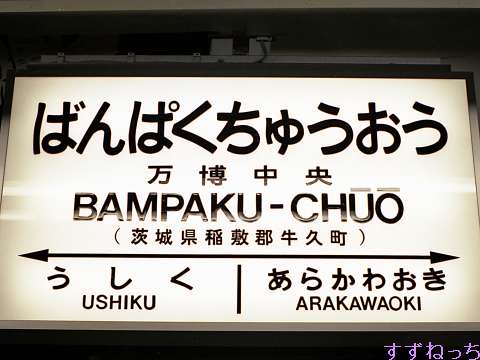 ばんぱくちゅうおう
万博中央
BAMPAKU-CHŪŌ
(茨城県稲敷郡牛久町)
うしく あらかわおき
USHIKU ARAKAWAOKI
すずねっち